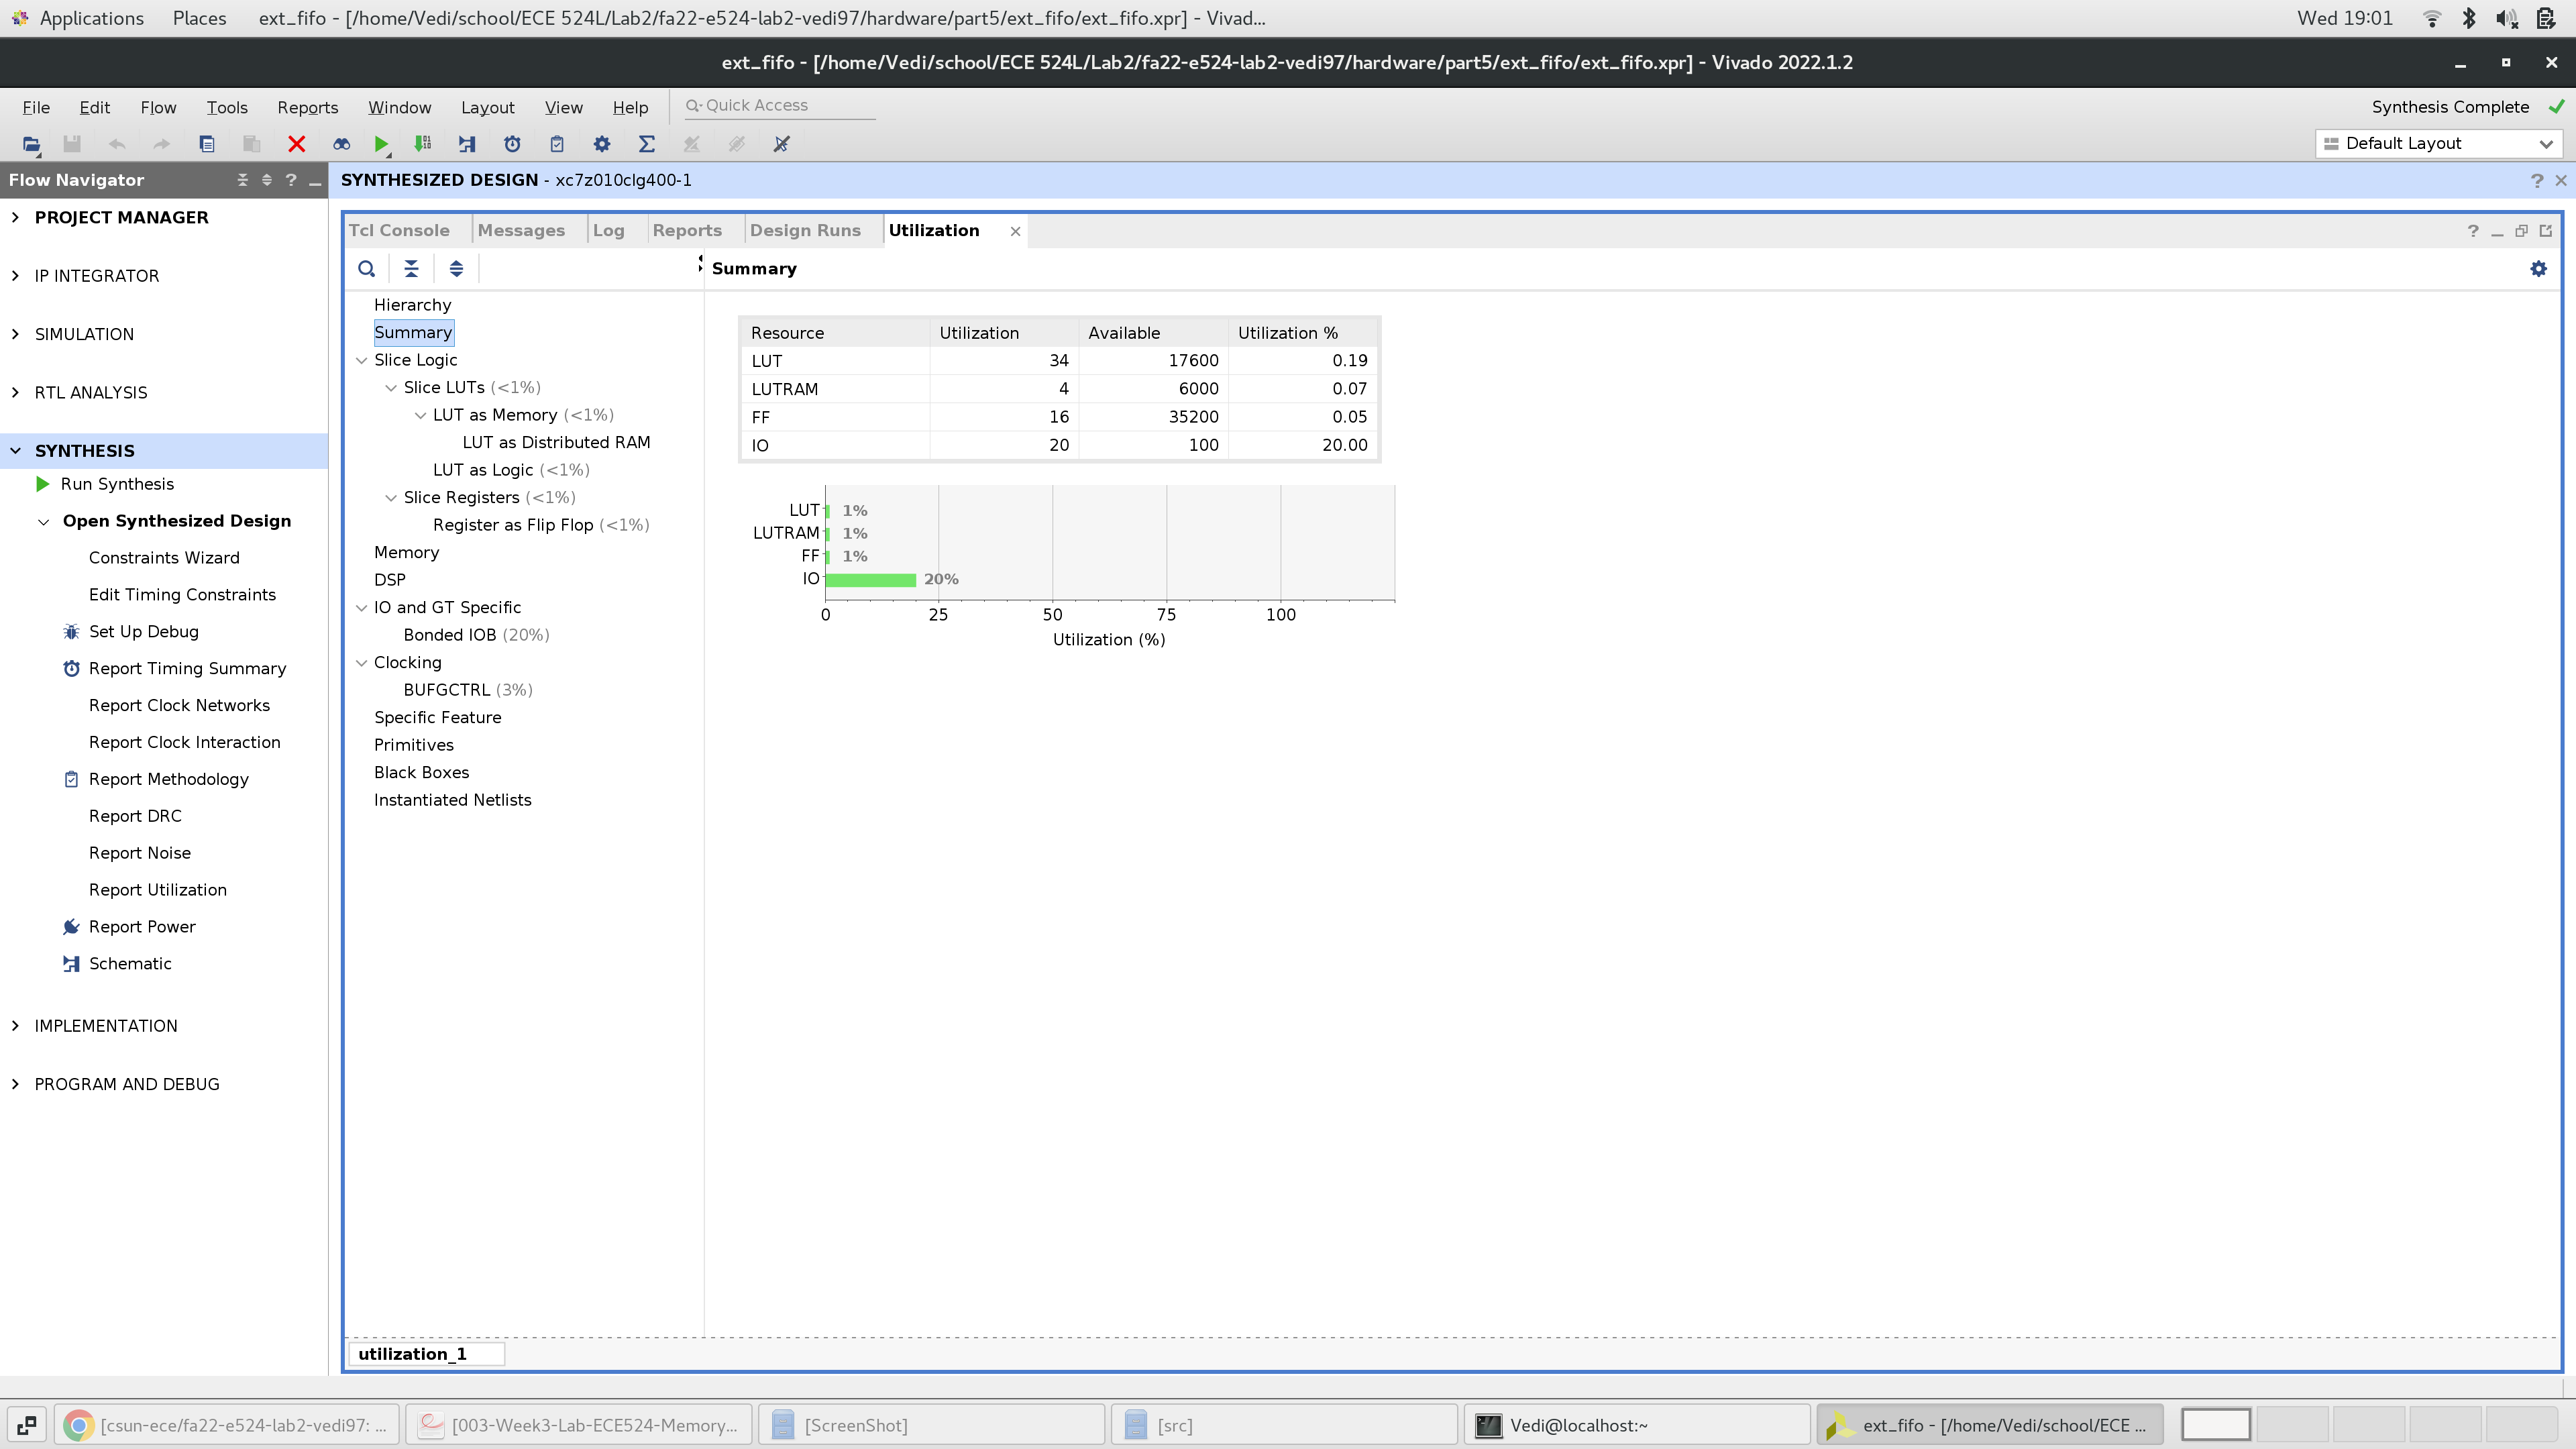 Applications Places ext_fifo - [/home/Vedi/school/ECE 524L/Lab2/fa22-e524-lab2-vedi97/hardware/part5/ext_fifo/ext_fifo.xpr] - Vivad... Wed 19:01
ext_fifo - [/home/Vedi/school/ECE 524L/Lab2/fa22-e524-lab2-vedi97/hardware/part5/ext_fifo/ext_fifo.xpr] - Vivado 2022.1.2
File Edit Flow Tools Reports Window Layout View Help Quick Access Synthesis Complete
Default Layout
Flow Navigator
SYNTHESIZED DESIGN - xc7z010clg400-1
PROJECT MANAGER
IP INTEGRATOR
SIMULATION
RTL ANALYSIS
SYNTHESIS
Run Synthesis
Open Synthesized Design
Constraints Wizard
Edit Timing Constraints
Set Up Debug
Report Timing Summary
Report Clock Networks
Report Clock Interaction
Report Methodology
Report DRC
Report Noise
Report Utilization
Report Power
Schematic
IMPLEMENTATION
PROGRAM AND DEBUG
Tcl Console Messages Log Reports Design Runs Utilization
Summary
Hierarchy
Summary
Slice Logic
Slice LUTs (<1%)
LUT as Memory (<1%)
LUT as Distributed RAM
LUT as Logic (<1%)
Slice Registers (<1%)
Register as Flip Flop (<1%)
Memory
DSP
IO and GT Specific
Bonded IOB (20%)
Clocking
BUFGCTRL (3%)
Specific Feature
Primitives
Black Boxes
Instantiated Netlists
Resource Utilization Available Utilization %
LUT 34 17600 0.19
LUTRAM 4 6000 0.07
FF 16 35200 0.05
IO 20 100 20.00
LUT 1%
LUTRAM 1%
FF 1%
IO 20%
0 25 50 75 100
Utilization (%)
utilization_1
[csun-ece/fa22-e524-lab2-vedi97: ... [003-Week3-Lab-ECE524-Memory... [ScreenShot] [src] Vedi@localhost:~ ext_fifo - [/home/Vedi/school/ECE ...